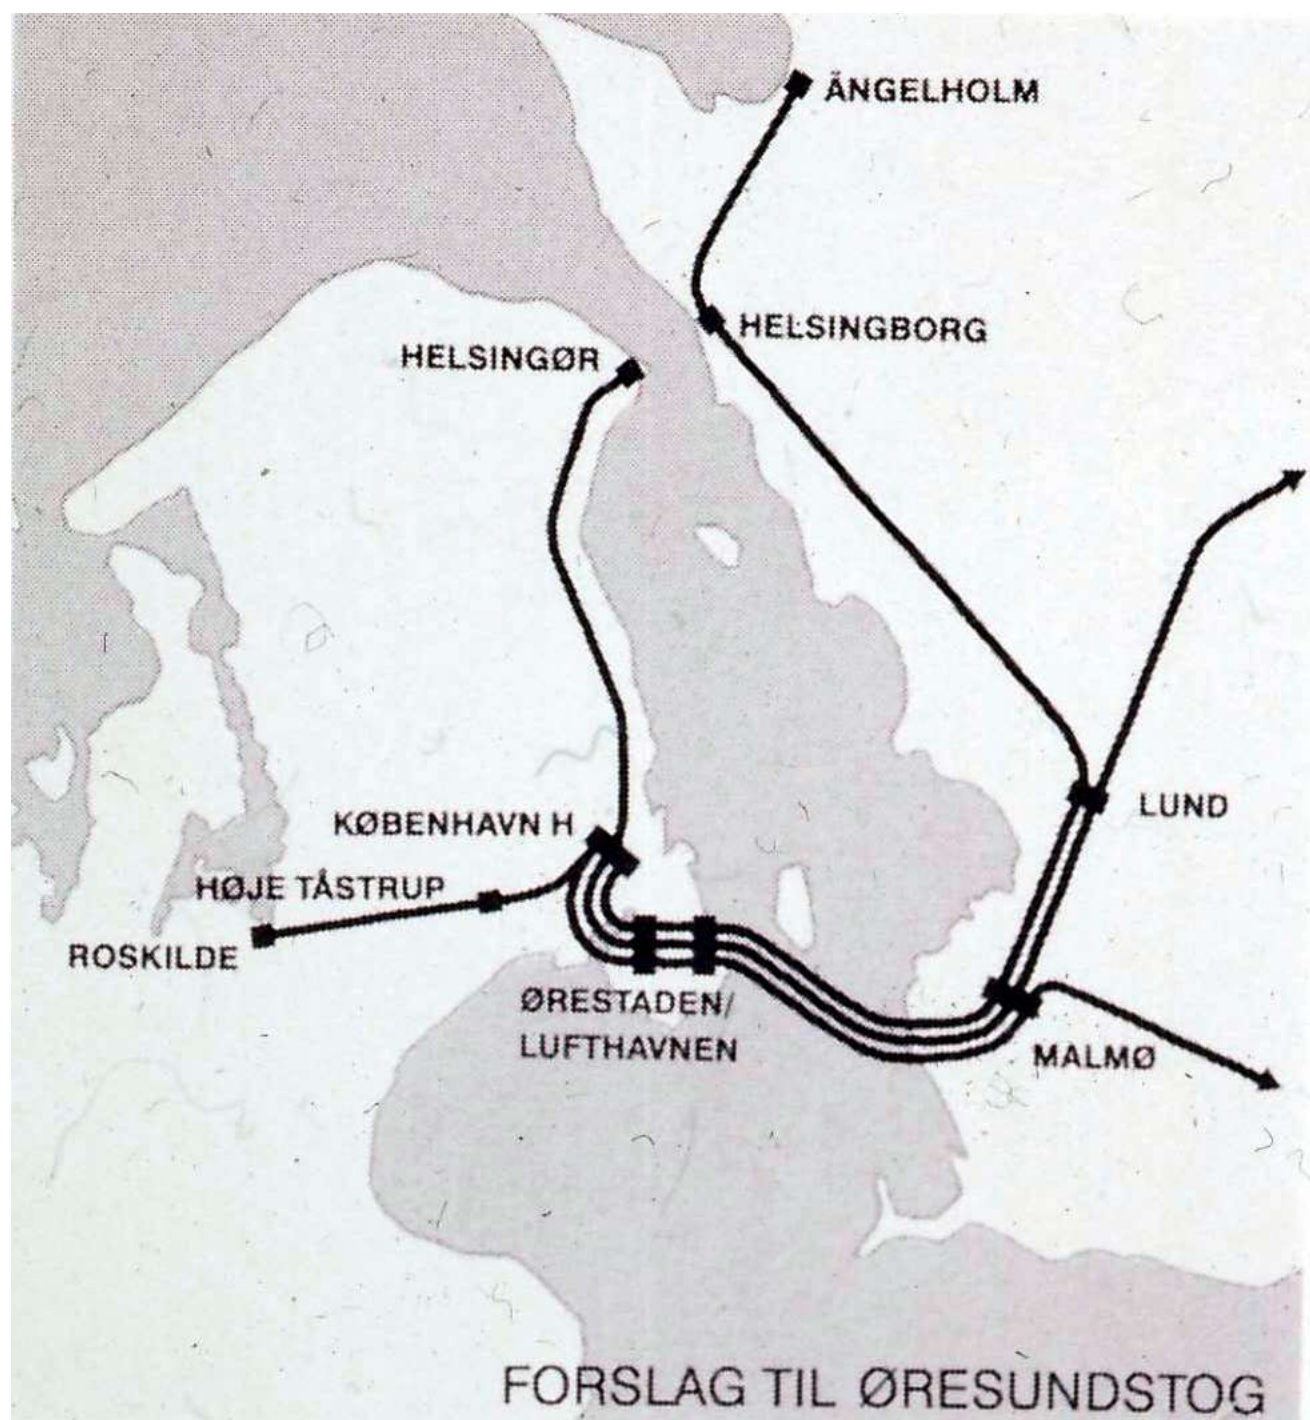 ÄNGELHOLM
HELSINGBORG
HELSINGØR
LUND
KØBENHAVN H
HØJE TÅSTRUP
ROSKILDE
ØRESTADEN/
LUFTHAVNEN
MALMØ
FORSLAG TIL ØRESUNDSTOG